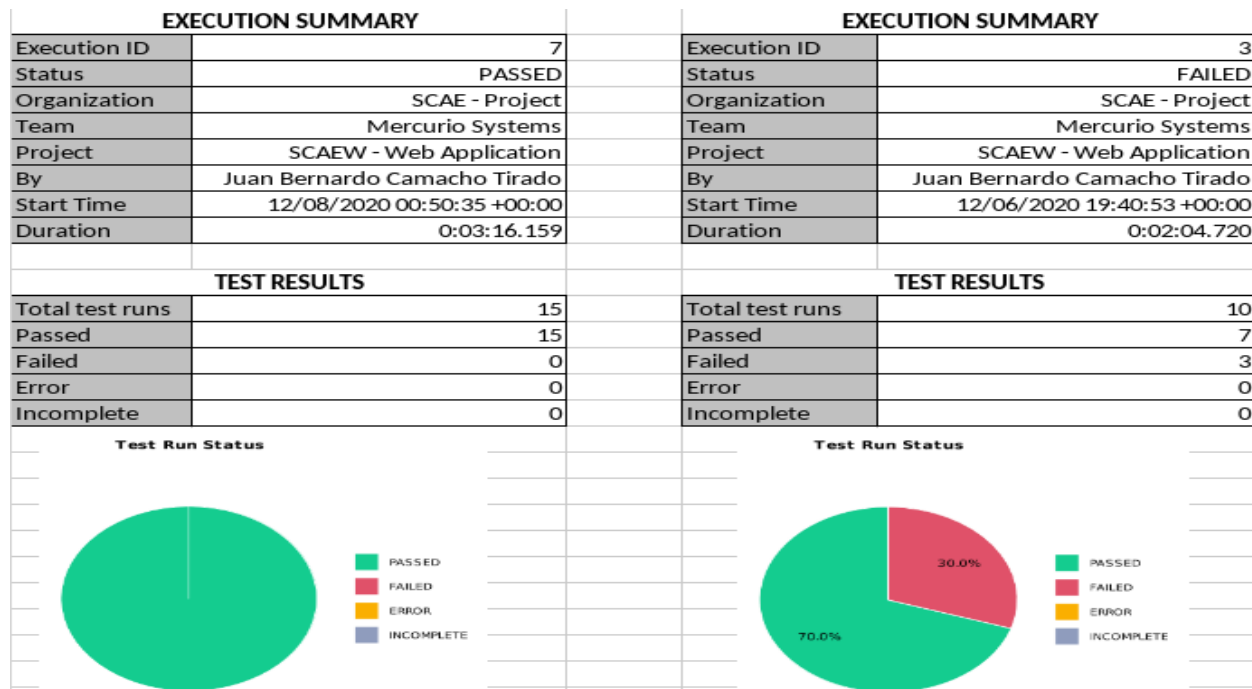 EXECUTION SUMMARY
Execution ID 7
Status PASSED
Organization SCAE - Project
Team Mercurio Systems
Project SCAEW - Web Application
By Juan Bernardo Camacho Tirado
Start Time 12/08/2020 00:50:35 +00:00
Duration 0:03:16.159
TEST RESULTS
Total test runs 15
Passed 15
Failed 0
Error 0
Incomplete 0
Test Run Status
PASSED
FAILED
ERROR
INCOMPLETE
EXECUTION SUMMARY
Execution ID 3
Status FAILED
Organization SCAE - Project
Team Mercurio Systems
Project SCAEW - Web Application
By Juan Bernardo Camacho Tirado
Start Time 12/06/2020 19:40:53 +00:00
Duration 0:02:04.720
TEST RESULTS
Total test runs 10
Passed 7
Failed 3
Error 0
Incomplete 0
Test Run Status
30.0%
70.0%
PASSED
FAILED
ERROR
INCOMPLETE